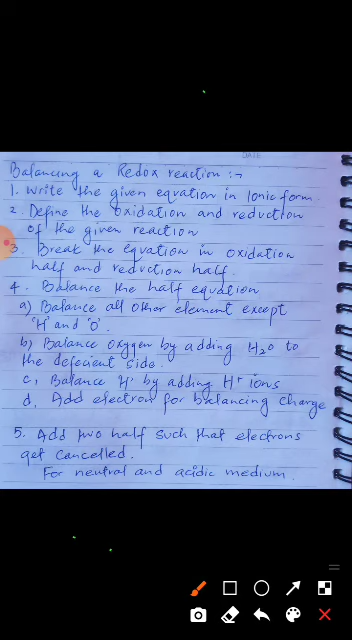 DATE
Balancing a Redox reaction :-
1. Write the given equation in Ionic form.
2. Define the oxidation and reduction
of the given reaction
3. Break the Equation in oxidation
half and reduction half.
4. Balance the half equation
a) Balance all other element except
"H" and "O".
b) Balance oxygen by adding H2O to
the defecient side.
c, Balance H by adding H+ ions
d, Add electron for balancing charge
5. Add two half such that electrons
get cancelled.
For neutral and acidic medium.